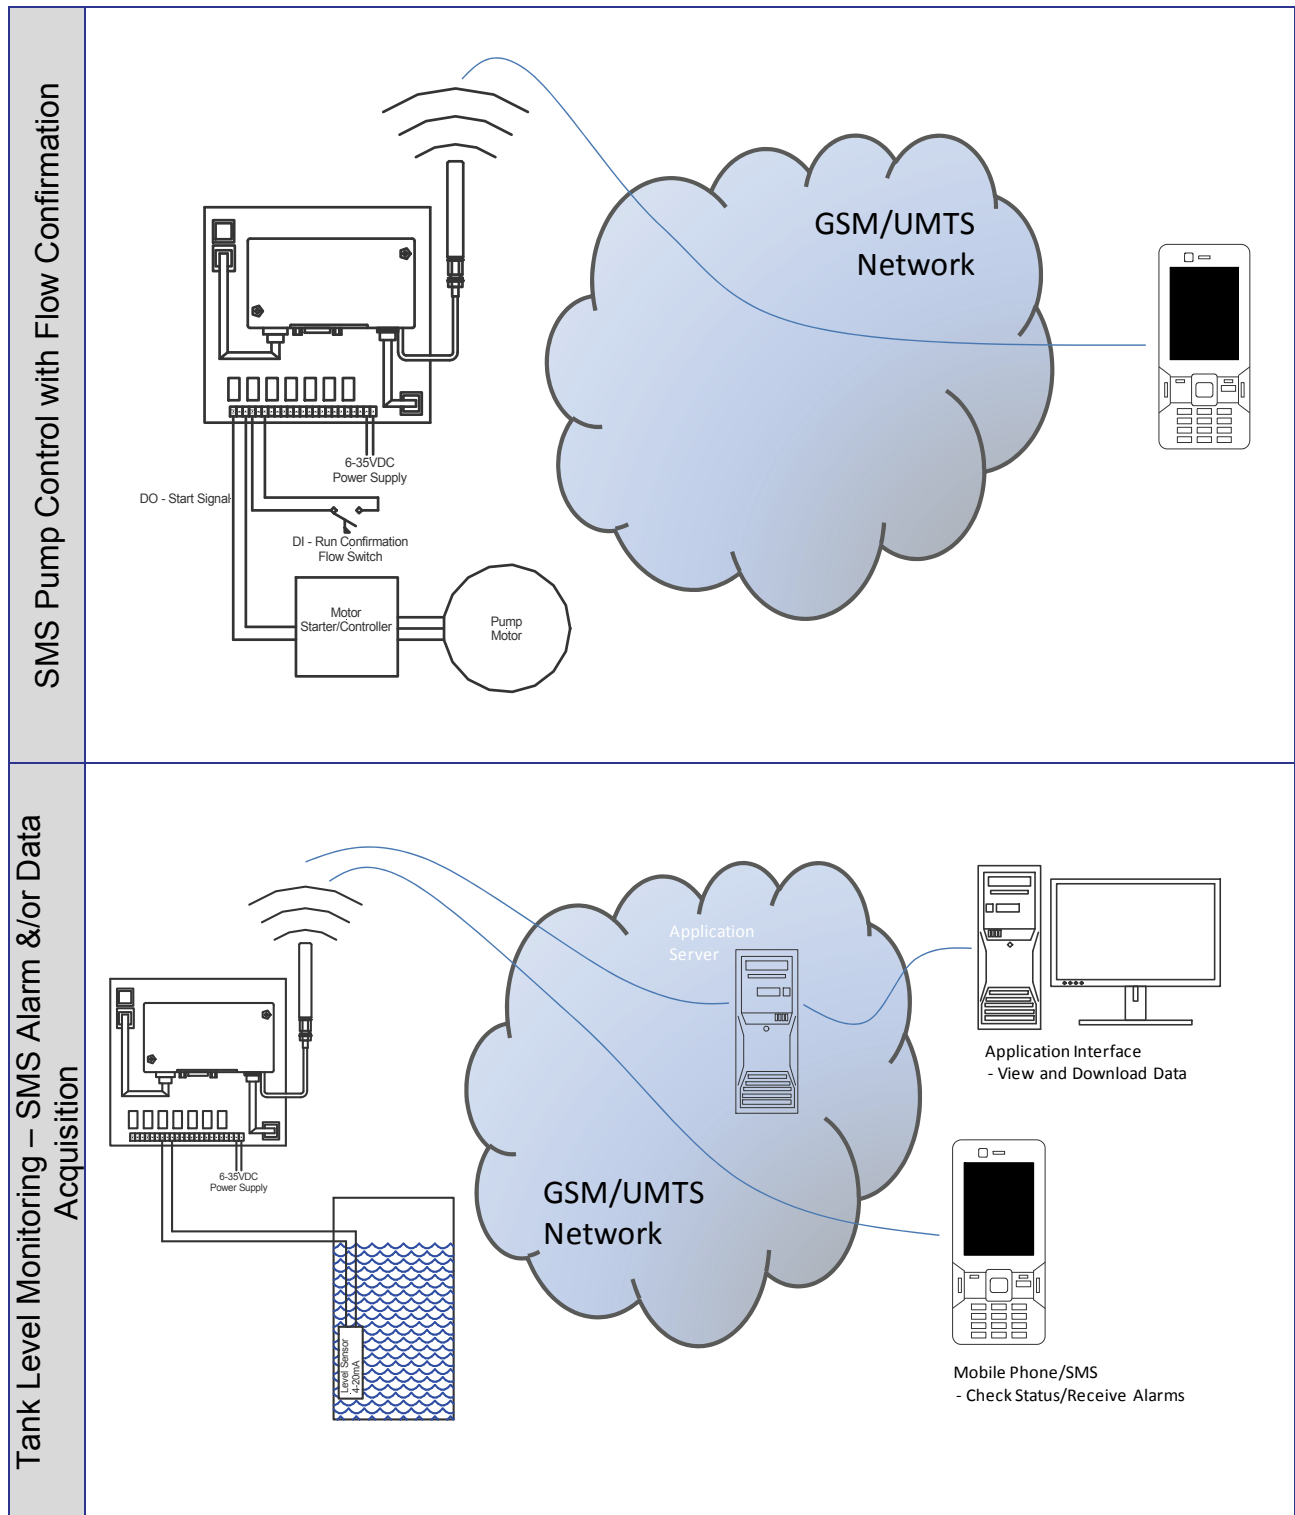 SMS Pump Control with Flow Confirmation
GSM/UMTS
Network
6-35VDC
Power Supply
DO - Start Signal
DI - Run Confirmation
Flow Switch
Motor
Starter/Controller
Pump
Motor
Tank Level Monitoring – SMS Alarm &/or Data
Acquisition
Application
Server
Application Interface
- View and Download Data
6-35VDC
Power Supply
GSM/UMTS
Network
Level Sensor
4-20mA
Mobile Phone/SMS
- Check Status/Receive Alarms